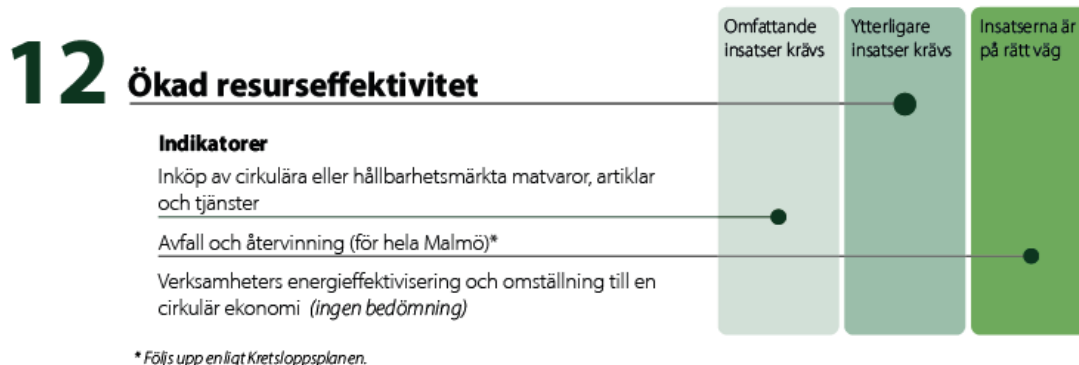 Omfattande
insatser krävs
Ytterligare
insatser krävs
Insatserna är
på rätt väg
12 Ökad resurseffektivitet
Indikatorer
Inköp av cirkulära eller hållbarhetsmärkta matvaror, artiklar
och tjänster
Avfall och återvinning (för hela Malmö)*
Verksamheters energieffektivisering och omställning till en
cirkulär ekonomi (ingen bedömning)
* Följs upp enligt Kretsloppsplanen.